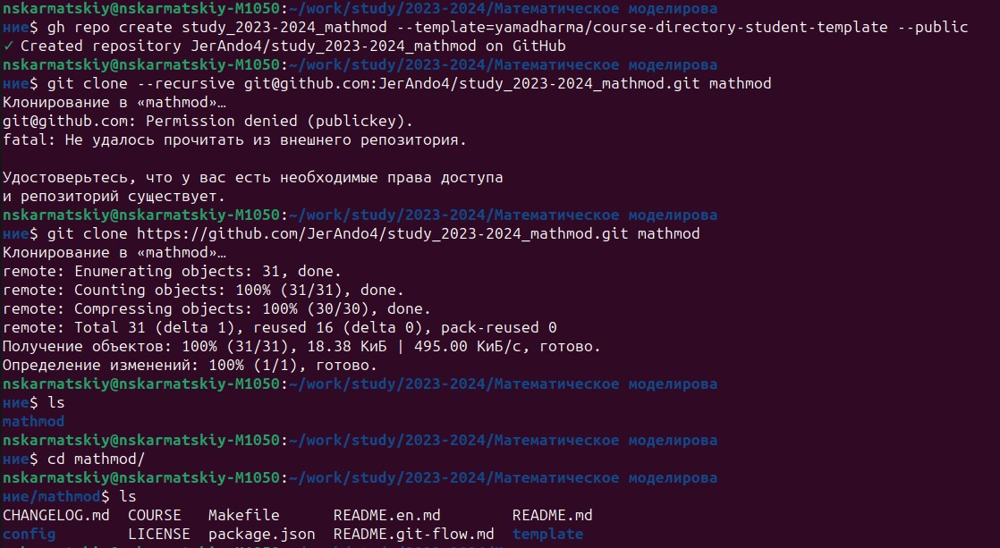 nskarmatskiy@nskarmatskiy-M1050:~/work/study/2023-2024/Математическое моделирова
ние$ gh repo create study_2023-2024_mathmod --template=yamadharma/course-directory-student-template --public
✓ Created repository JerAndo4/study_2023-2024_mathmod on GitHub
nskarmatskiy@nskarmatskiy-M1050:~/work/study/2023-2024/Математическое моделирова
ние$ git clone --recursive git@github.com:JerAndo4/study_2023-2024_mathmod.git mathmod
Клонирование в «mathmod»…
git@github.com: Permission denied (publickey).
fatal: Не удалось прочитать из внешнего репозитория.

Удостоверьтесь, что у вас есть необходимые права доступа
и репозиторий существует.
nskarmatskiy@nskarmatskiy-M1050:~/work/study/2023-2024/Математическое моделирова
ние$ git clone https://github.com/JerAndo4/study_2023-2024_mathmod.git mathmod
Клонирование в «mathmod»…
remote: Enumerating objects: 31, done.
remote: Counting objects: 100% (31/31), done.
remote: Compressing objects: 100% (30/30), done.
remote: Total 31 (delta 1), reused 16 (delta 0), pack-reused 0
Получение объектов: 100% (31/31), 18.38 КиБ | 495.00 КиБ/с, готово.
Определение изменений: 100% (1/1), готово.
nskarmatskiy@nskarmatskiy-M1050:~/work/study/2023-2024/Математическое моделирова
ние$ ls
mathmod
nskarmatskiy@nskarmatskiy-M1050:~/work/study/2023-2024/Математическое моделирова
ние$ cd mathmod/
nskarmatskiy@nskarmatskiy-M1050:~/work/study/2023-2024/Математическое моделирова
ние/mathmod$ ls
CHANGELOG.md COURSE Makefile README.en.md README.md
config LICENSE package.json README.git-flow.md template